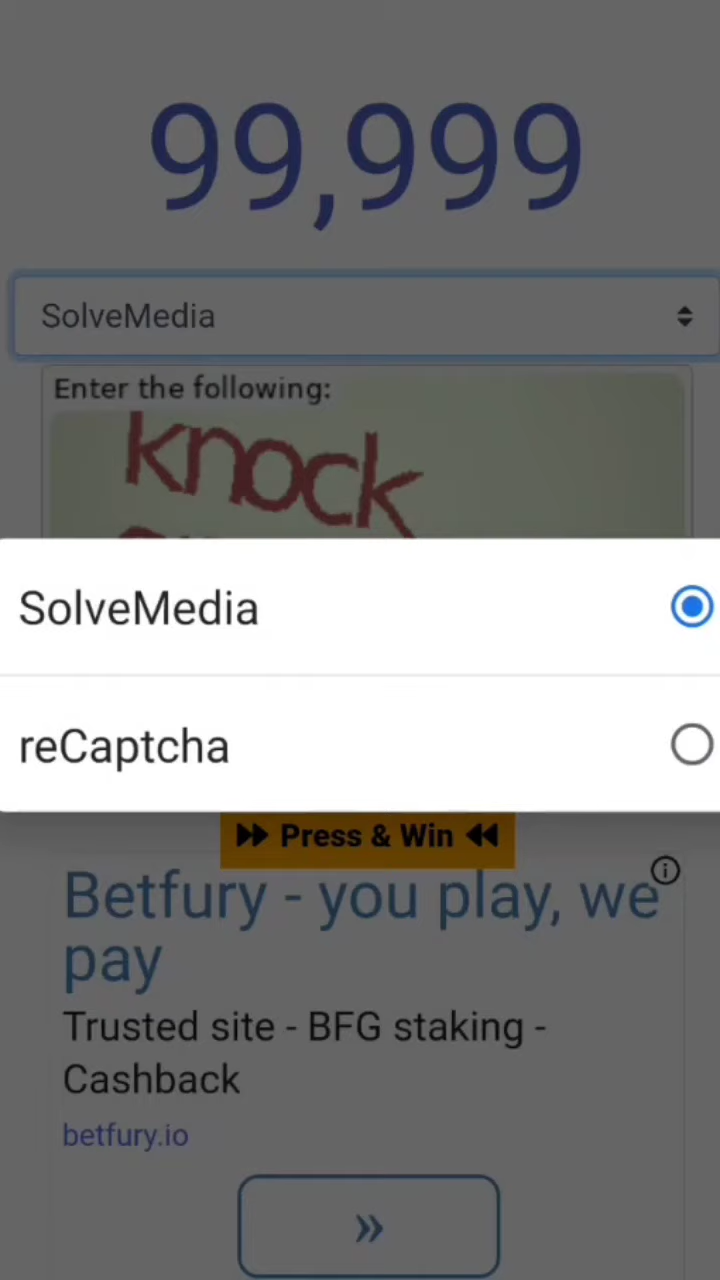 99,999
SolveMedia
Enter the following:
knock
SolveMedia
reCaptcha
Press & Win
Betfury - you play, we
pay
Trusted site - BFG staking -
Cashback
betfury.io
»